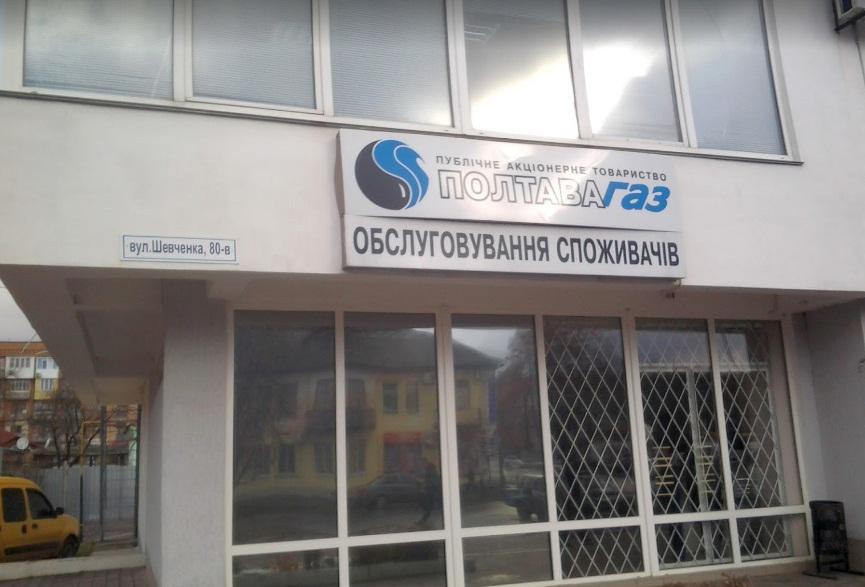 ПУБЛІЧНЕ АКЦІОНЕРНЕ ТОВАРИСТВО
ПОЛТАВАгаз
ОБСЛУГОВУВАННЯ СПОЖИВАЧІВ
вул.Шевченка, 80-в